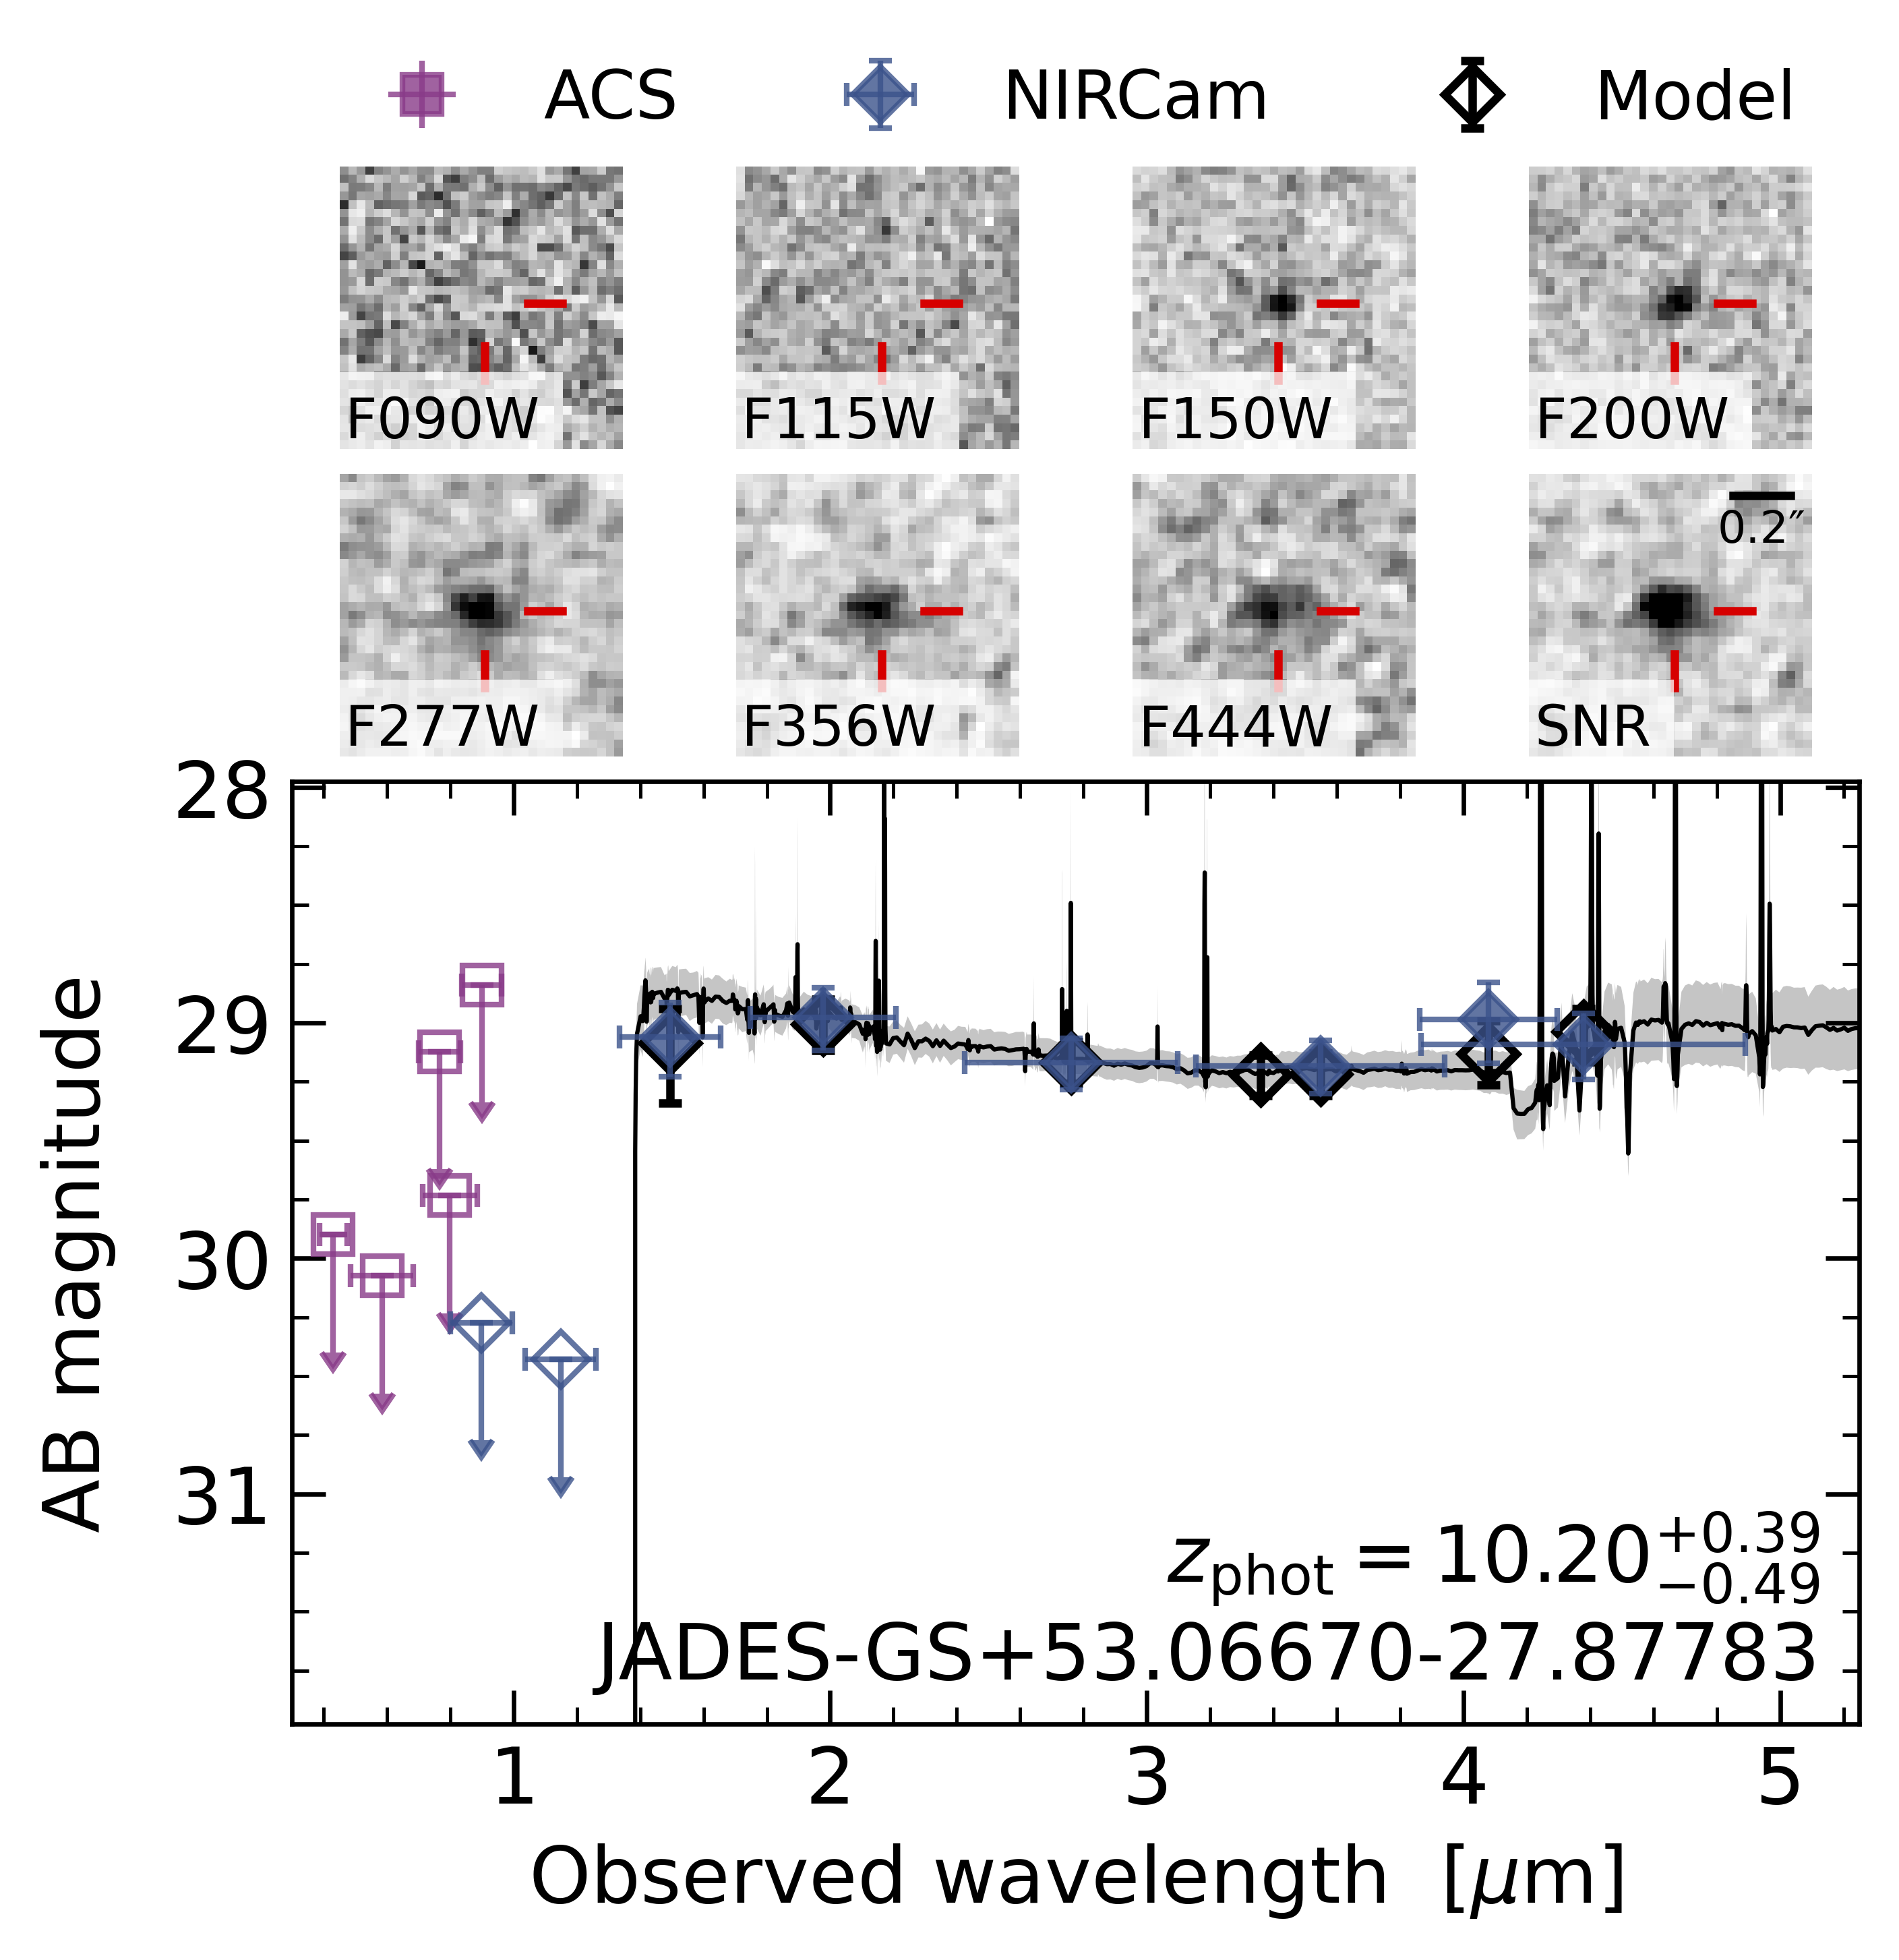 ACS NIRCam Model
F090W F115W F150W F200W
0.2″
F277W F356W F444W SNR
28
29
30
31
AB magnitude
z_phot = 10.20^{+0.39}_{−0.49}
JADES-GS+53.06670-27.87783
1 2 3 4 5
Observed wavelength [μm]